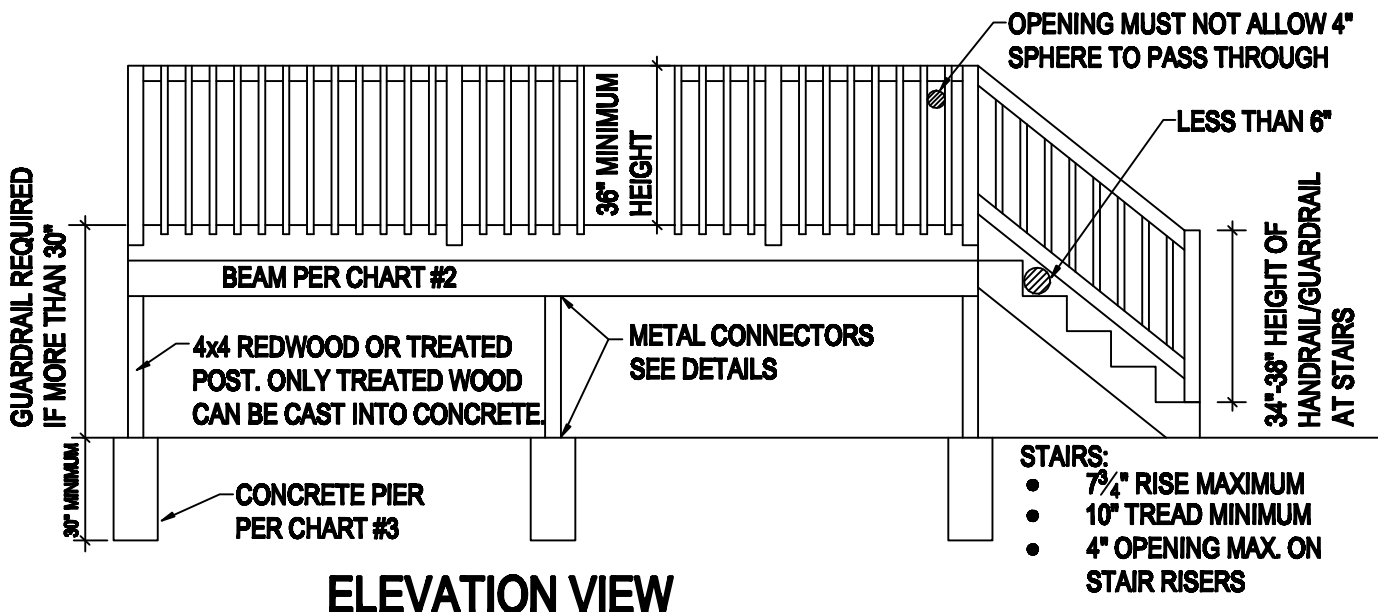 OPENING MUST NOT ALLOW 4"
SPHERE TO PASS THROUGH
LESS THAN 6"
36" MINIMUM
HEIGHT
GUARDRAIL REQUIRED
IF MORE THAN 30"
BEAM PER CHART #2
4x4 REDWOOD OR TREATED
POST. ONLY TREATED WOOD
CAN BE CAST INTO CONCRETE.
METAL CONNECTORS
SEE DETAILS
34"-38" HEIGHT OF
HANDRAIL/GUARDRAIL
AT STAIRS
30" MINIMUM
CONCRETE PIER
PER CHART #3
STAIRS:
● 7¾" RISE MAXIMUM
● 10" TREAD MINIMUM
● 4" OPENING MAX. ON
STAIR RISERS
ELEVATION VIEW